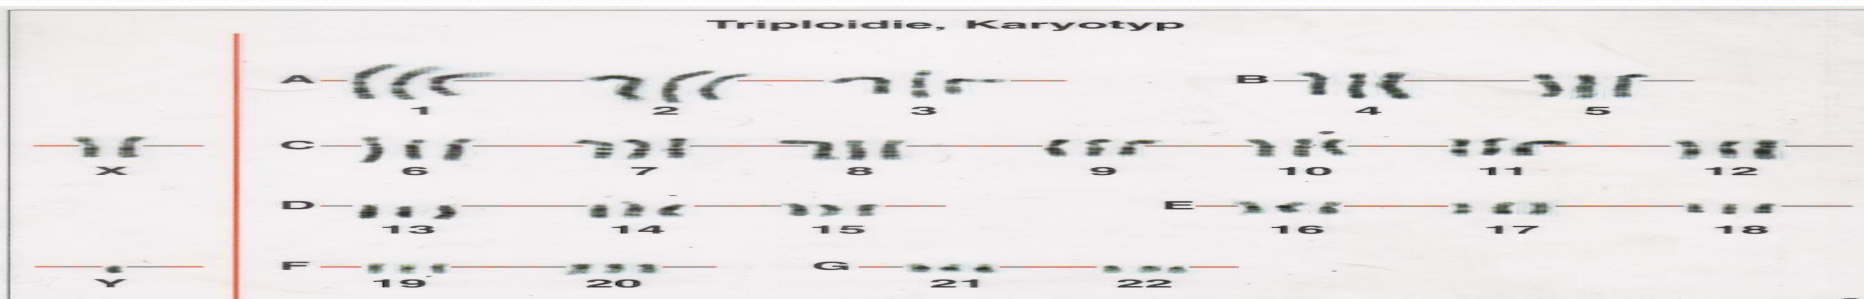 Triploidie, Karyotyp
A 1 2 3 B 4 5
X C 6 7 8 9 10 11 12
D 13 14 15 E 16 17 18
Y F 19 20 G 21 22